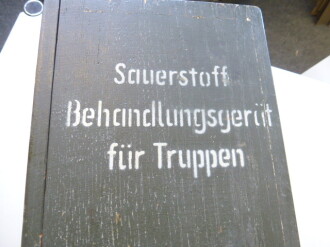 Sauerstoff
Behandlungsgerät
für Truppen